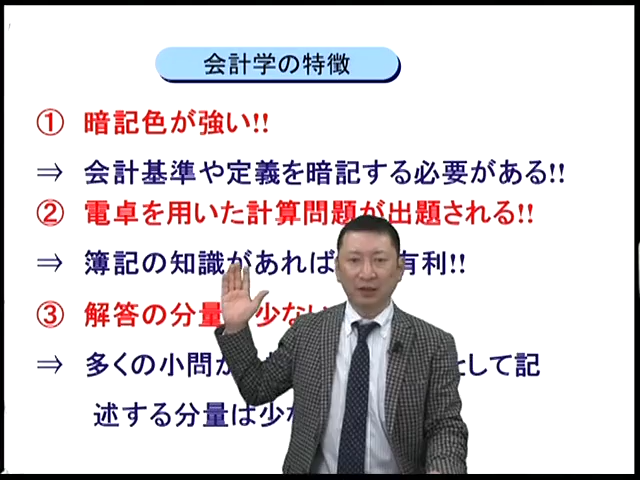 会計学の特徴
① 暗記色が強い!!
⇒ 会計基準や定義を暗記する必要がある!!
② 電卓を用いた計算問題が出題される!!
⇒ 簿記の知識があれば 有利!!
③ 解答の分量 少ない
⇒ 多くの小問が して記
述する分量は少な